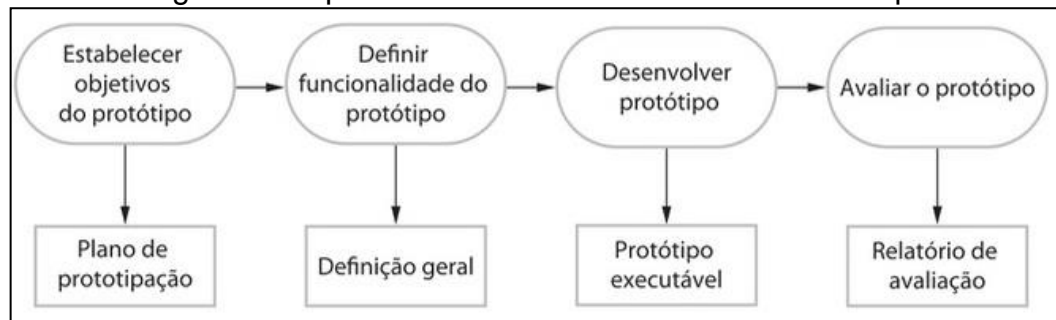 Estabelecer
objetivos
do protótipo
Definir
funcionalidade do
protótipo
Desenvolver
protótipo
Avaliar o protótipo
Plano de
prototipação
Definição geral
Protótipo
executável
Relatório de
avaliação